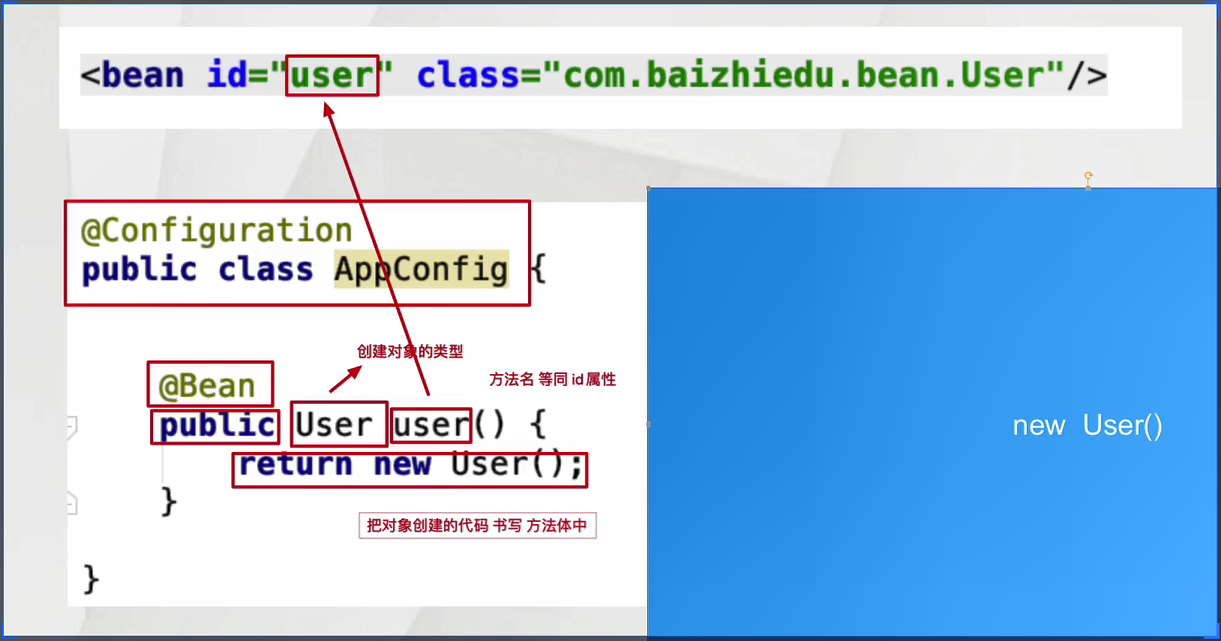 <bean id="user" class="com.baizhiedu.bean.User"/>
@Configuration
public class AppConfig {
创建对象的类型
方法名 等同 id 属性
@Bean
public User user() {
return new User();
}
把对象创建的代码 书写 方法体中
}
new User()